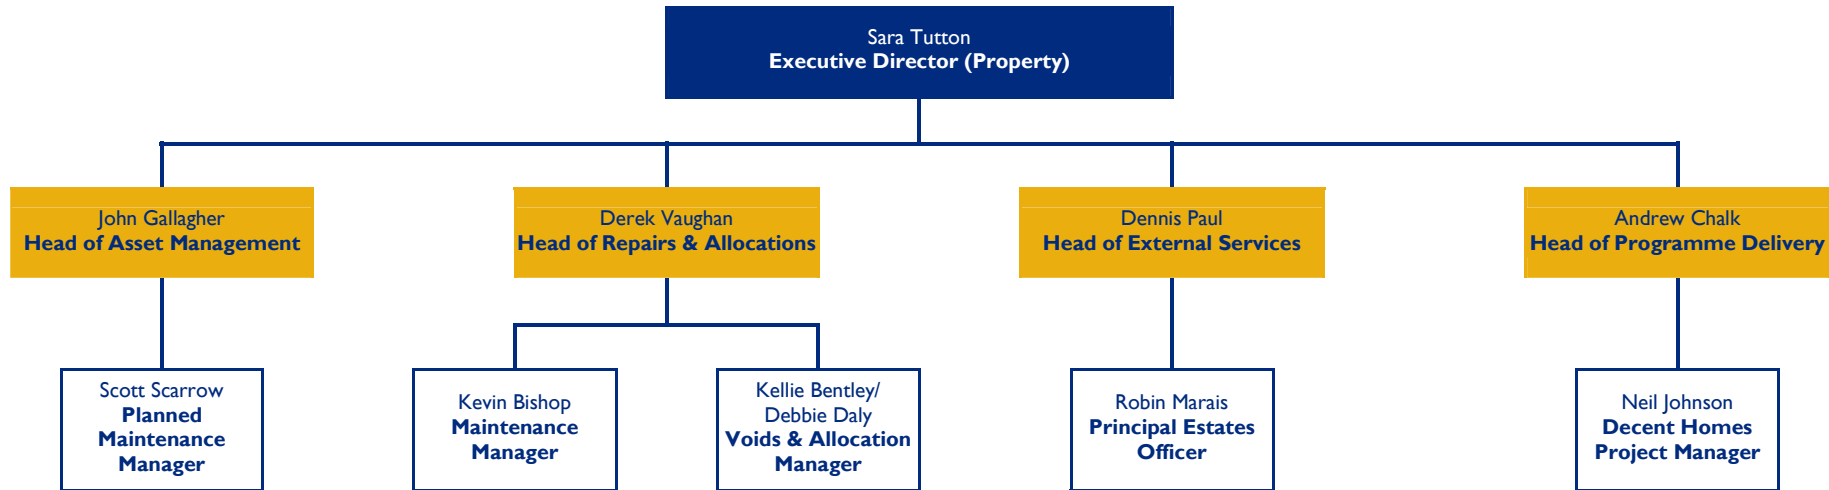 Sara Tutton
Executive Director (Property)
John Gallagher
Head of Asset Management
Derek Vaughan
Head of Repairs & Allocations
Dennis Paul
Head of External Services
Andrew Chalk
Head of Programme Delivery
Scott Scarrow
Planned
Maintenance
Manager
Kevin Bishop
Maintenance
Manager
Kellie Bentley/
Debbie Daly
Voids & Allocation
Manager
Robin Marais
Principal Estates
Officer
Neil Johnson
Decent Homes
Project Manager